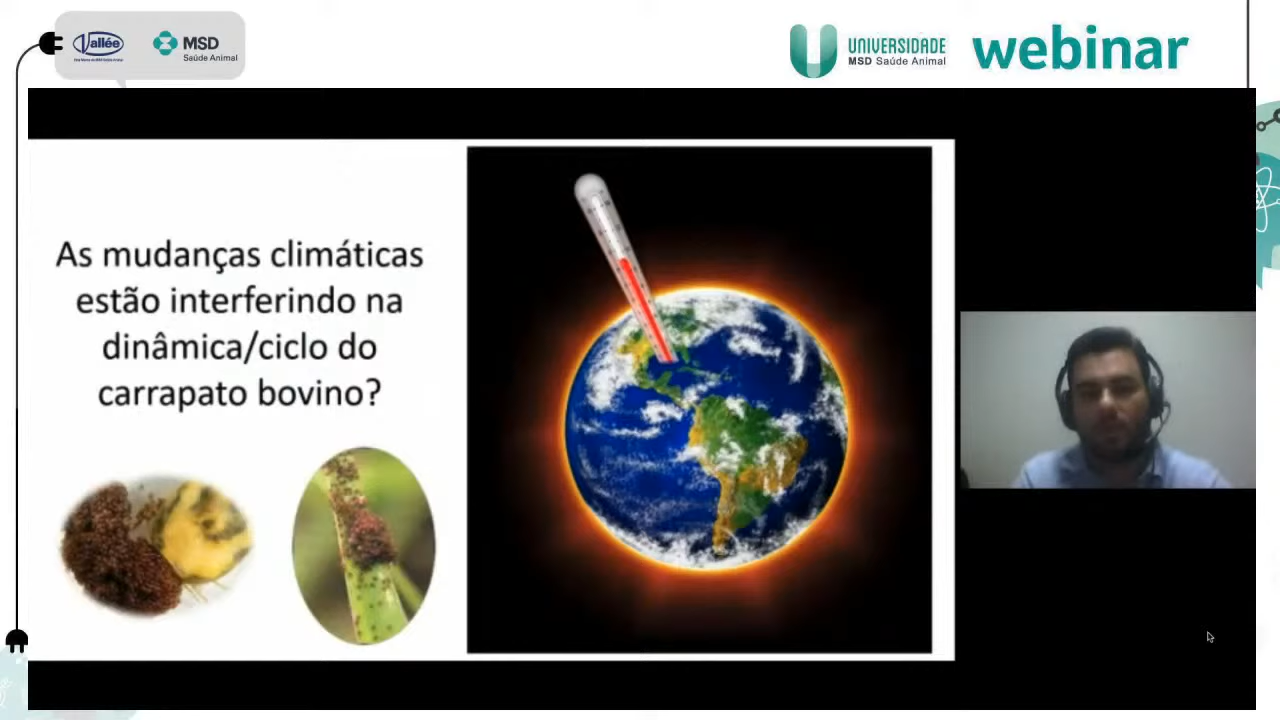 Vallée
MSD
Saúde Animal
UNIVERSIDADE
MSD Saúde Animal
webinar
As mudanças climáticas
estão interferindo na
dinâmica/ciclo do
carrapato bovino?